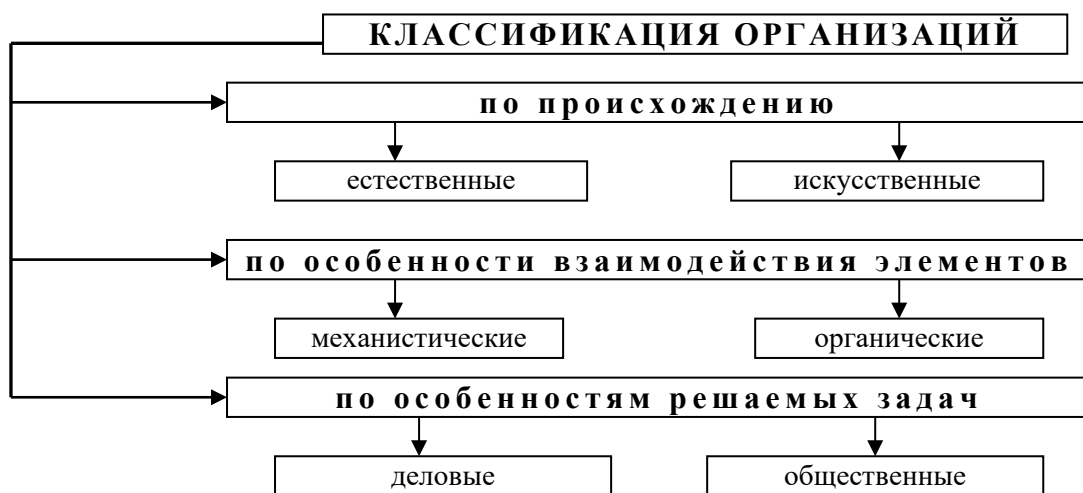 КЛАССИФИКАЦИЯ ОРГАНИЗАЦИЙ
по происхождению
естественные искусственные
по особенности взаимодействия элементов
механистические органические
по особенностям решаемых задач
деловые общественные